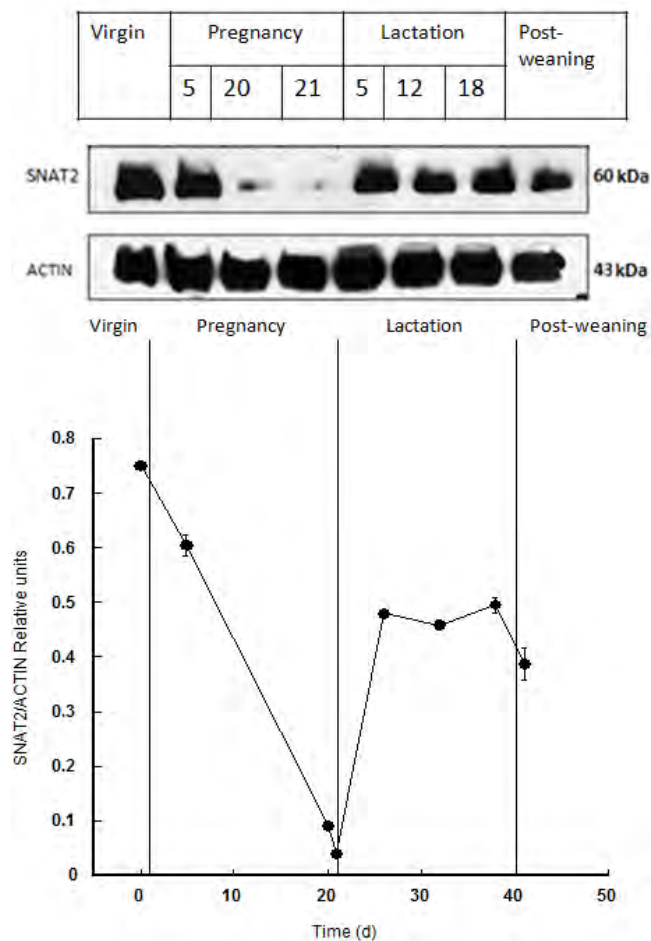 Virgin Pregnancy Lactation Post-
weaning
5 20 21 5 12 18
SNAT2 60 kDa
ACTIN 43 kDa
Virgin Pregnancy Lactation Post-weaning
0.8
0.7
0.6
0.5
0.4
0.3
0.2
0.1
0
SNAT2/ACTIN Relative units
0 10 20 30 40 50
Time (d)